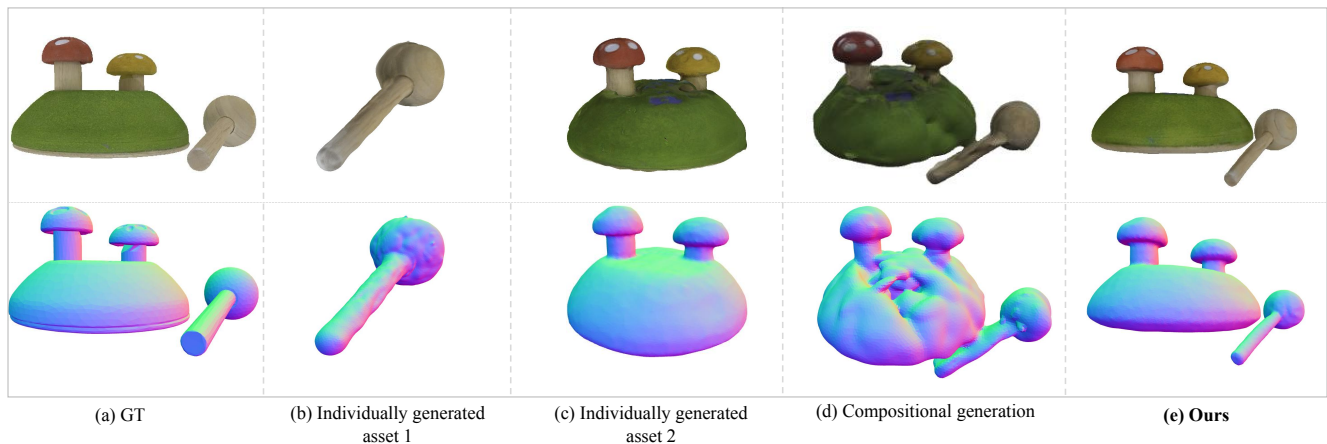 (a) GT
(b) Individually generated
asset 1
(c) Individually generated
asset 2
(d) Compositional generation
(e) Ours